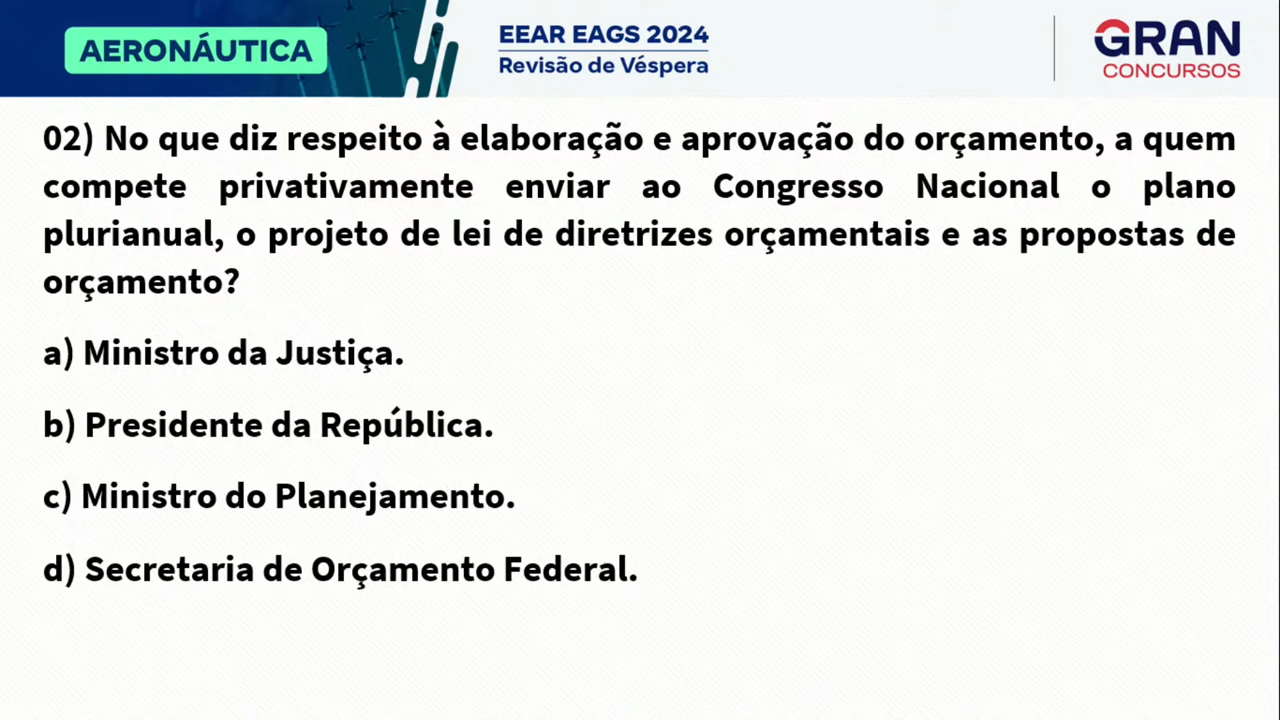 AERONÁUTICA
EEAR EAGS 2024
Revisão de Véspera
GRAN
CONCURSOS
02) No que diz respeito à elaboração e aprovação do orçamento, a quem
compete privativamente enviar ao Congresso Nacional o plano
plurianual, o projeto de lei de diretrizes orçamentais e as propostas de
orçamento?
a) Ministro da Justiça.
b) Presidente da República.
c) Ministro do Planejamento.
d) Secretaria de Orçamento Federal.